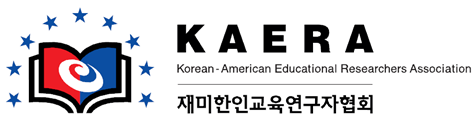 KAERA
Korean-American Educational Researchers Association
재미한인교육연구자협회